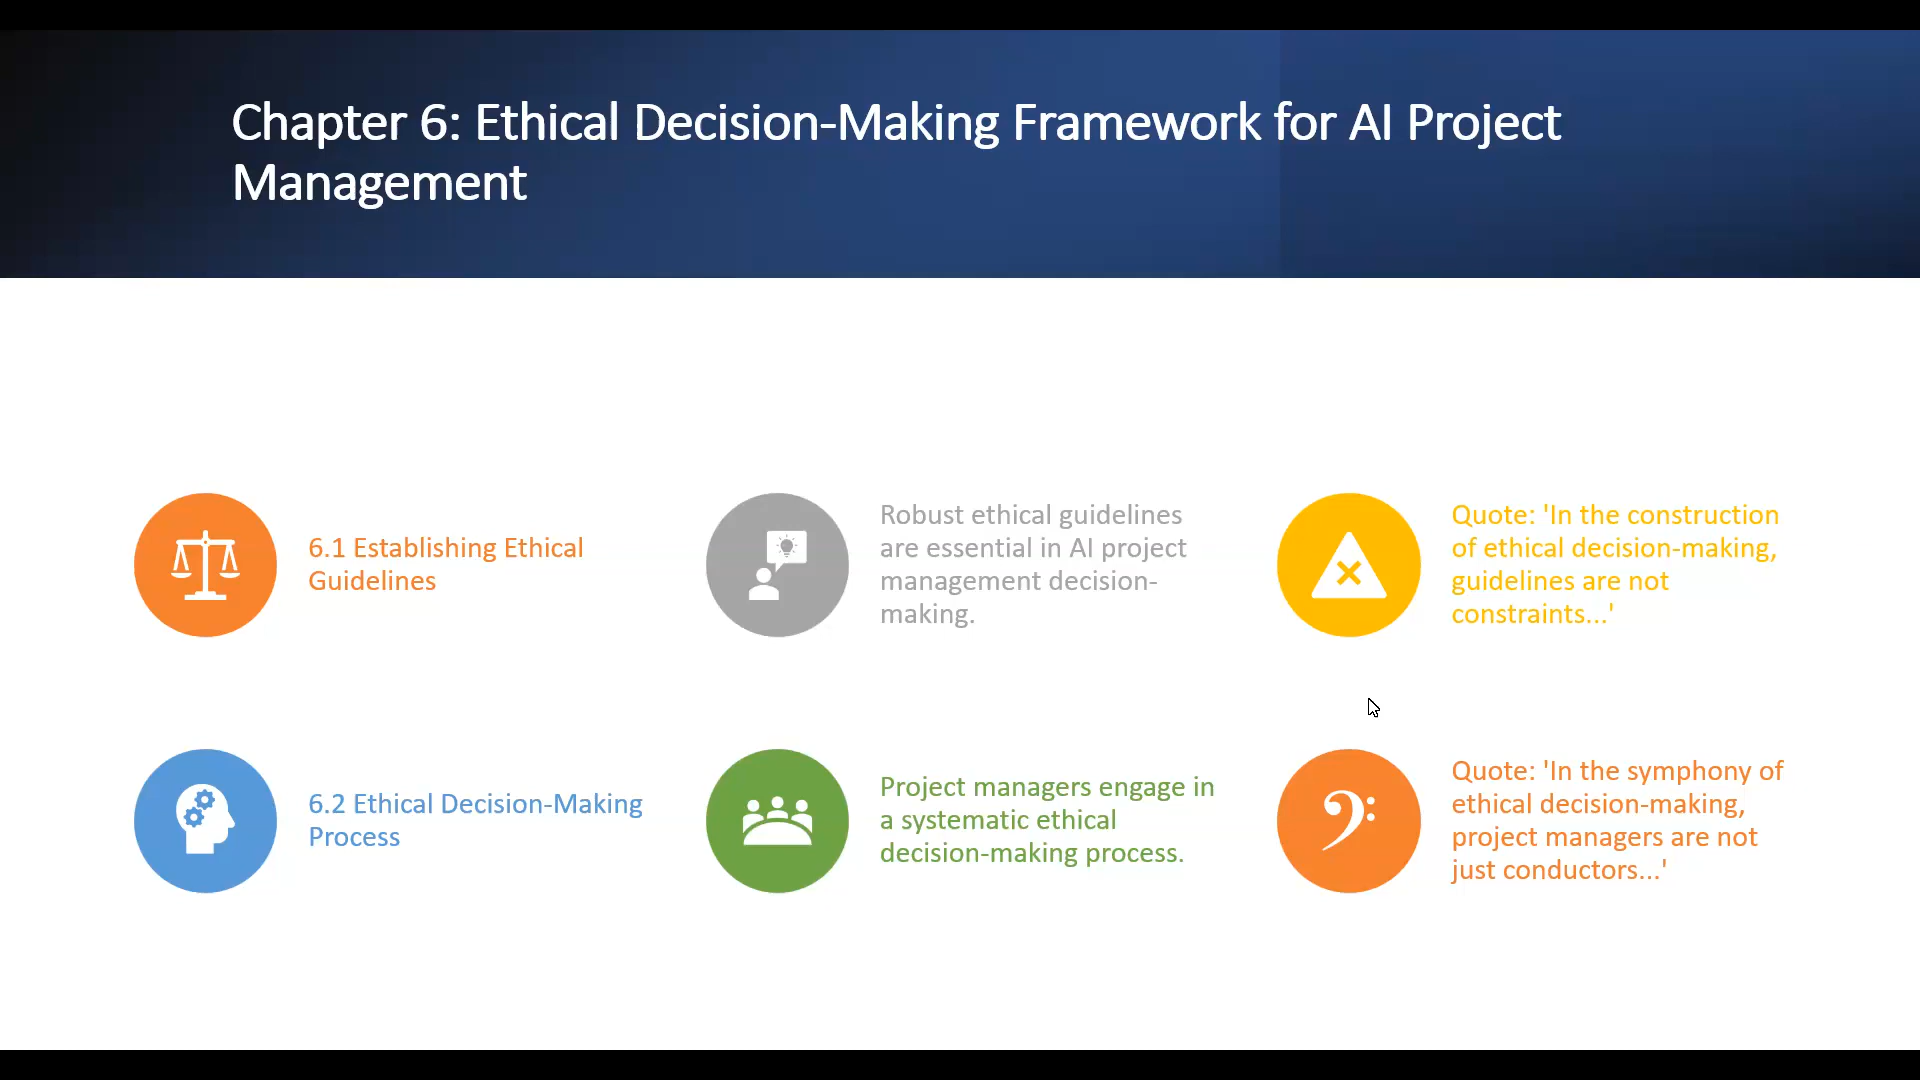 Chapter 6: Ethical Decision-Making Framework for AI Project
Management
6.1 Establishing Ethical
Guidelines
Robust ethical guidelines
are essential in AI project
management decision-
making.
Quote: 'In the construction
of ethical decision-making,
guidelines are not
constraints...'
6.2 Ethical Decision-Making
Process
Project managers engage in
a systematic ethical
decision-making process.
Quote: 'In the symphony of
ethical decision-making,
project managers are not
just conductors...'